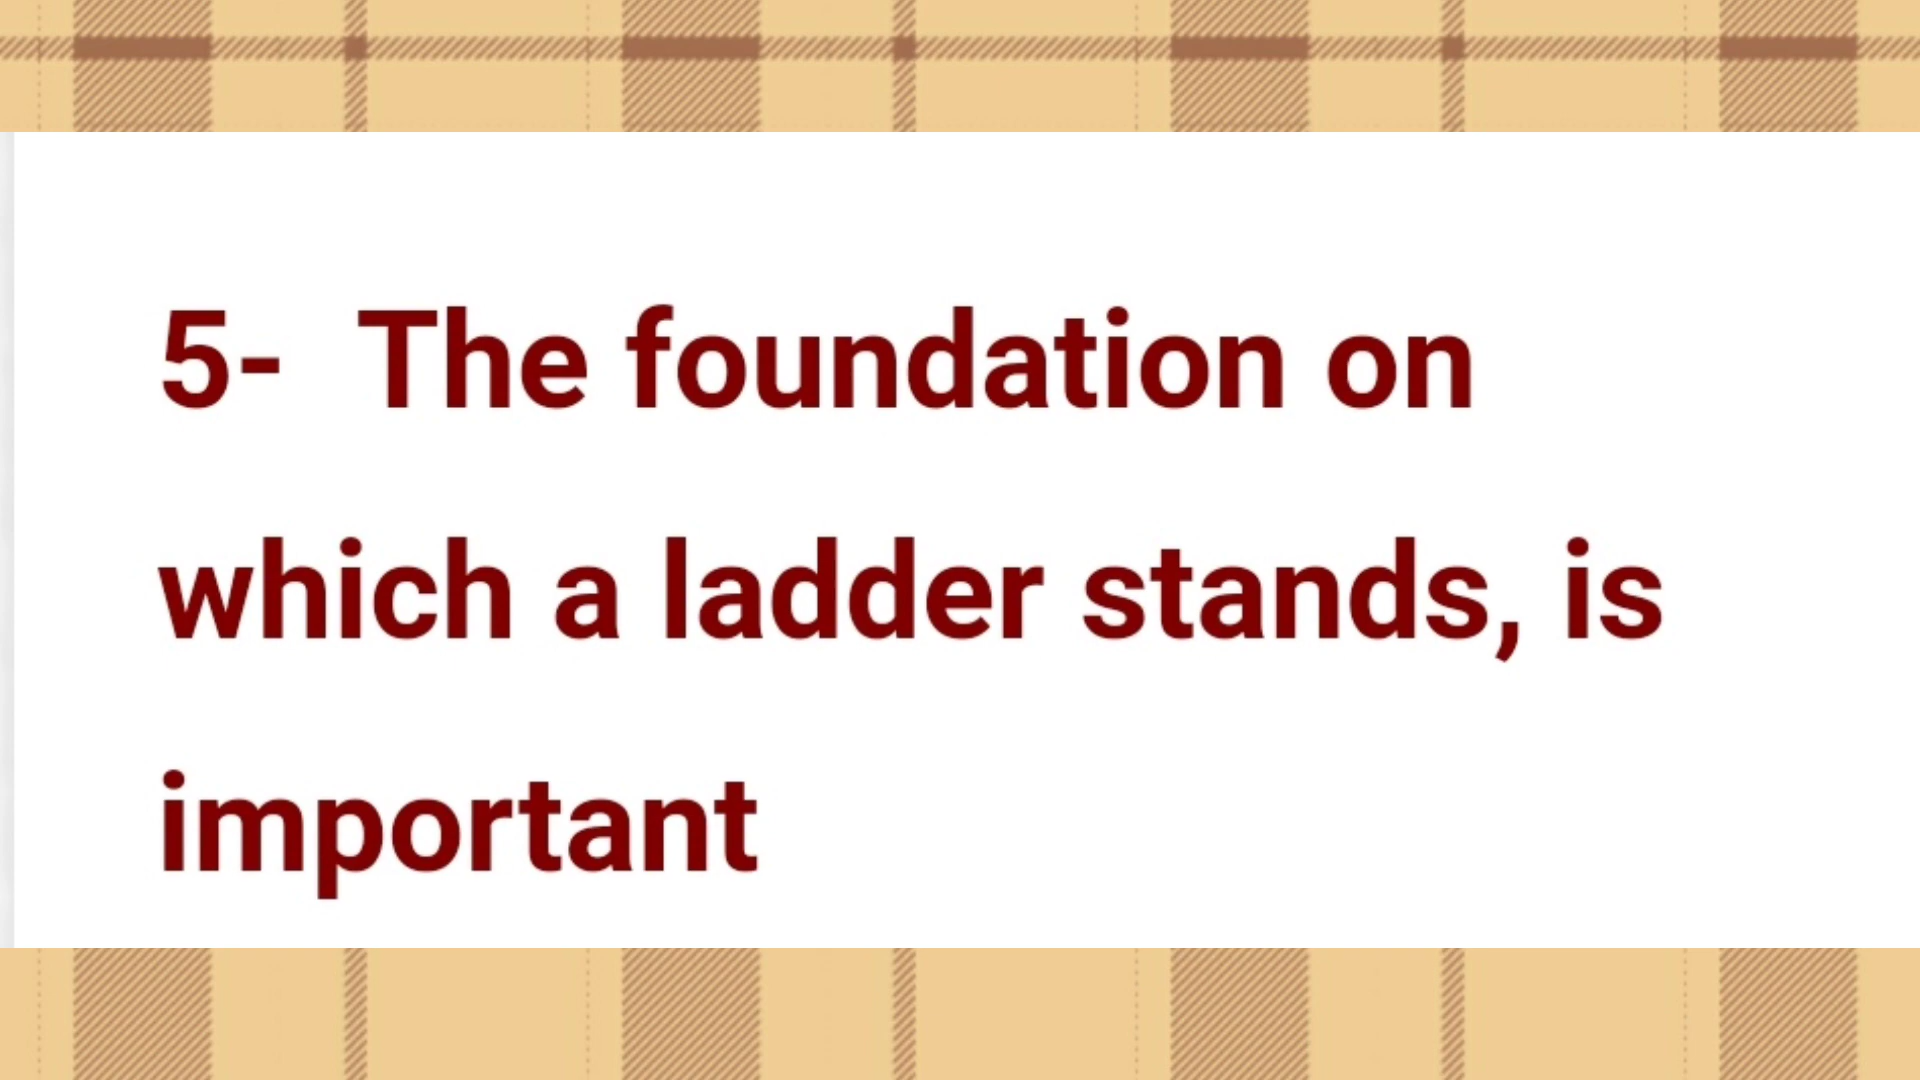 5- The foundation on
which a ladder stands, is
important